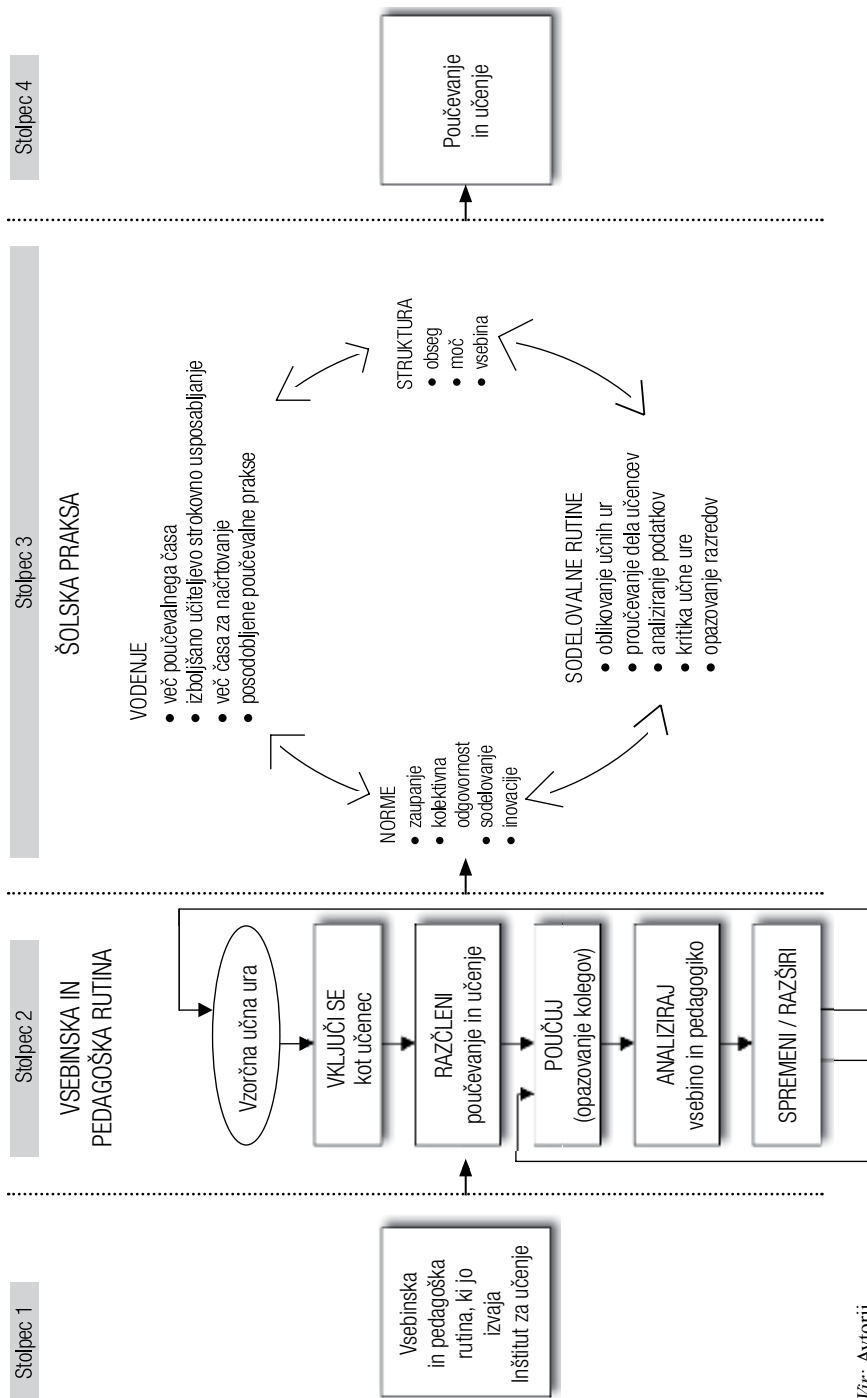 Stolpec 1
Vsebinska
in pedagoška
rutina, ki jo
izvaja
Inštitut za učenje
Stolpec 2
VSEBINSKA IN
PEDAGOŠKA RUTINA
Vzorčna učna ura
VKLJUČI SE
kot učenec
RAZČLENI
poučevanje in učenje
POUČUJ
(opazovanje kolegov)
ANALIZIRAJ
vsebino in pedagogiko
SPREMENI / RAZŠIRI
Stolpec 3
ŠOLSKA PRAKSA
VODENJE
• več poučevalnega časa
• izboljšano učiteljevo strokovno usposabljanje
• več časa za načrtovanje
• posodobljene poučevalne prakse
NORME
• zaupanje
• kolektivna
odgovornost
• sodelovanje
• inovacije
STRUKTURA
• obseg
• moč
• vsebina
SODELOVALNE RUTINE
• oblikovanje učnih ur
• proučevanje dela učencev
• analiziranje podatkov
• kritika učne ure
• opazovanje razredov
Stolpec 4
Poučevanje
in učenje
Vir: Avtorji